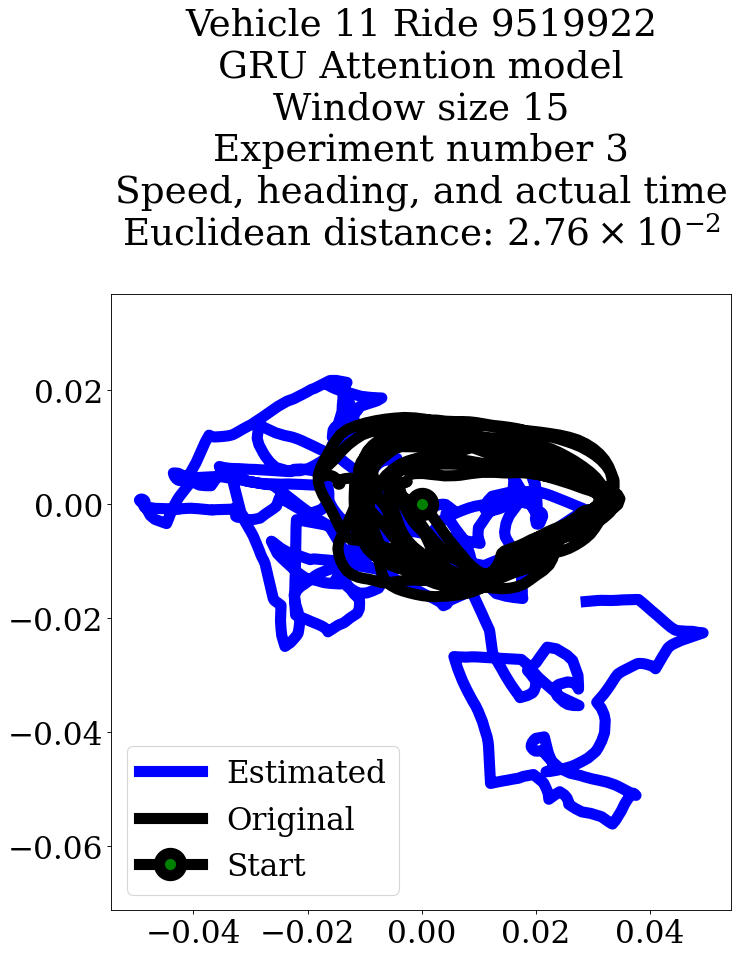 Vehicle 11 Ride 9519922
GRU Attention model
Window size 15
Experiment number 3
Speed, heading, and actual time
Euclidean distance: 2.76 × 10⁻²
0.02
0.00
−0.02
−0.04
−0.06
Estimated
Original
Start
−0.04 −0.02 0.00 0.02 0.04